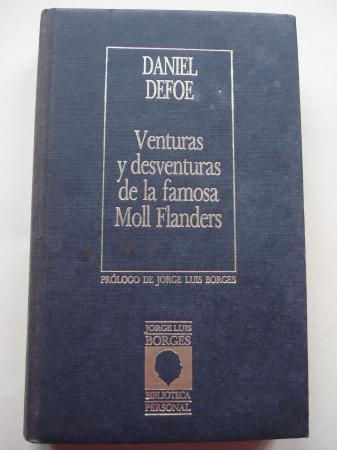 DANIEL
DEFOE
Venturas
y desventuras
de la famosa
Moll Flanders
PRÓLOGO DE JORGE LUIS BORGES
JORGE LUIS
BORGES
BIBLIOTECA
PERSONAL